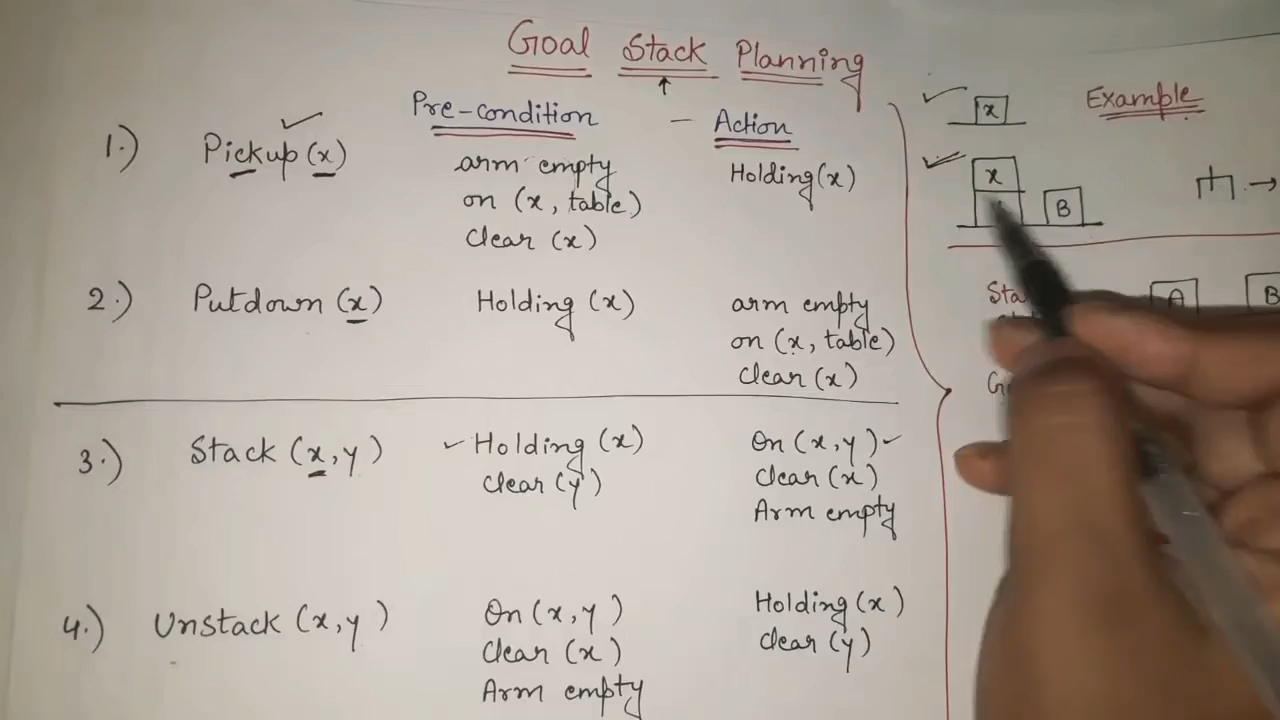 Goal Stack Planning
Pre-condition – Action
1.) Pickup (x)
arm empty
on (x, table)
Clear (x)
Holding (x)
2.) Putdown (x)
Holding (x)
arm empty
on (x, table)
Clear (x)
3.) Stack (x, y)
Holding (x)
Clear (y)
On (x, y)
Clear (x)
Arm empty
4.) Unstack (x, y)
On (x, y)
Clear (x)
Arm empty
Holding (x)
Clear (y)
Example
x
x
B
A
B